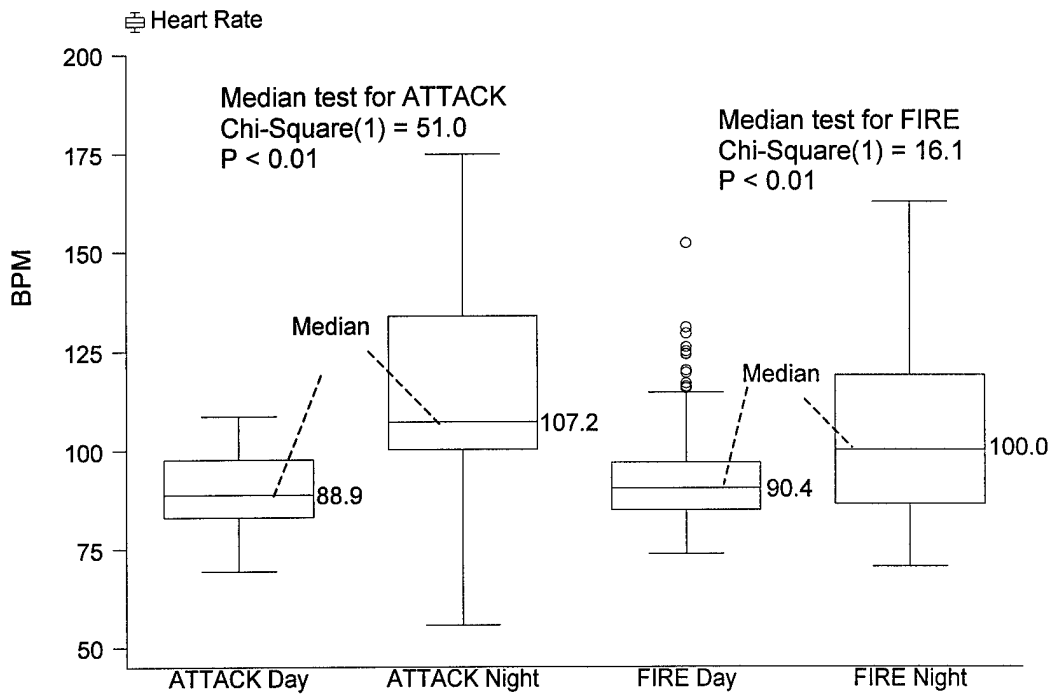 Heart Rate
200
175
150
125
100
75
50
BPM
Median test for ATTACK
Chi-Square(1) = 51.0
P < 0.01
Median test for FIRE
Chi-Square(1) = 16.1
P < 0.01
Median
Median
88.9
107.2
90.4
100.0
ATTACK Day
ATTACK Night
FIRE Day
FIRE Night